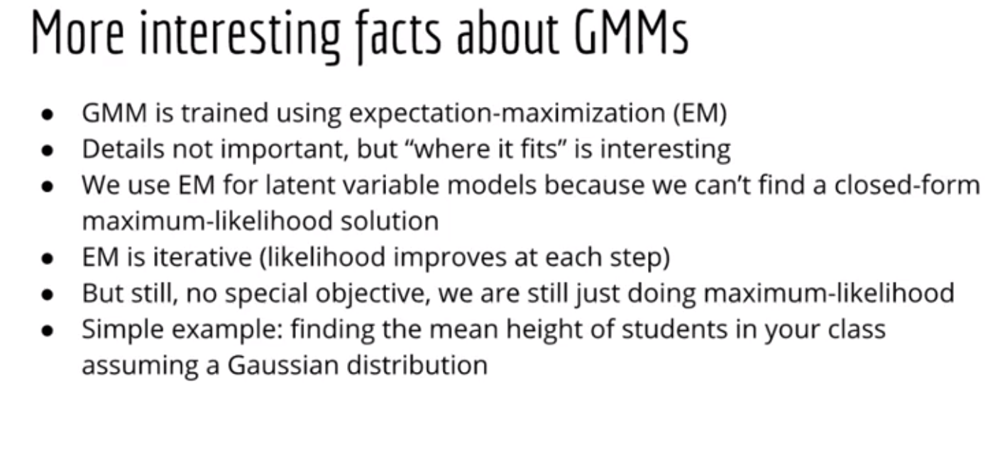 More interesting facts about GMMs
● GMM is trained using expectation-maximization (EM)
● Details not important, but “where it fits” is interesting
● We use EM for latent variable models because we can’t find a closed-form
maximum-likelihood solution
● EM is iterative (likelihood improves at each step)
● But still, no special objective, we are still just doing maximum-likelihood
● Simple example: finding the mean height of students in your class
assuming a Gaussian distribution